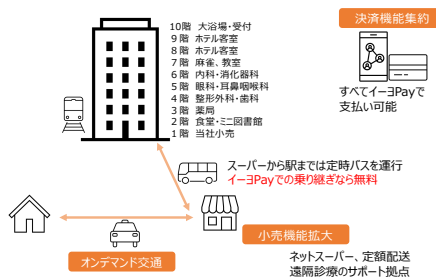 決済機能集約
すべてイーヨPayで
支払い可能
10階 大浴場・受付
9階 ホテル客室
8階 ホテル客室
7階 麻雀、教室
6階 内科・消化器科
5階 眼科・耳鼻咽喉科
4階 整形外科・歯科
3階 薬局
2階 食堂・ミニ図書館
1階 当社小売
スーパーから駅までは定時バスを運行
イーヨPayでの乗り継ぎなら無料
小売機能拡大
ネットスーパー、定額配送
遠隔診療のサポート拠点
オンデマンド交通